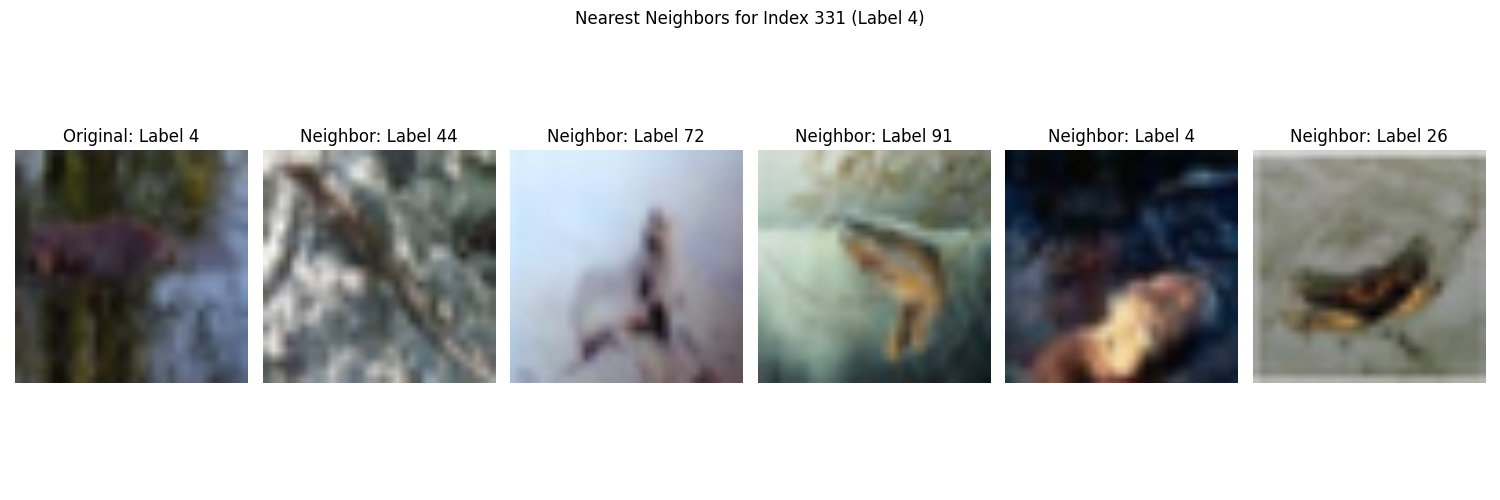 Nearest Neighbors for Index 331 (Label 4)
Original: Label 4
Neighbor: Label 44
Neighbor: Label 72
Neighbor: Label 91
Neighbor: Label 4
Neighbor: Label 26